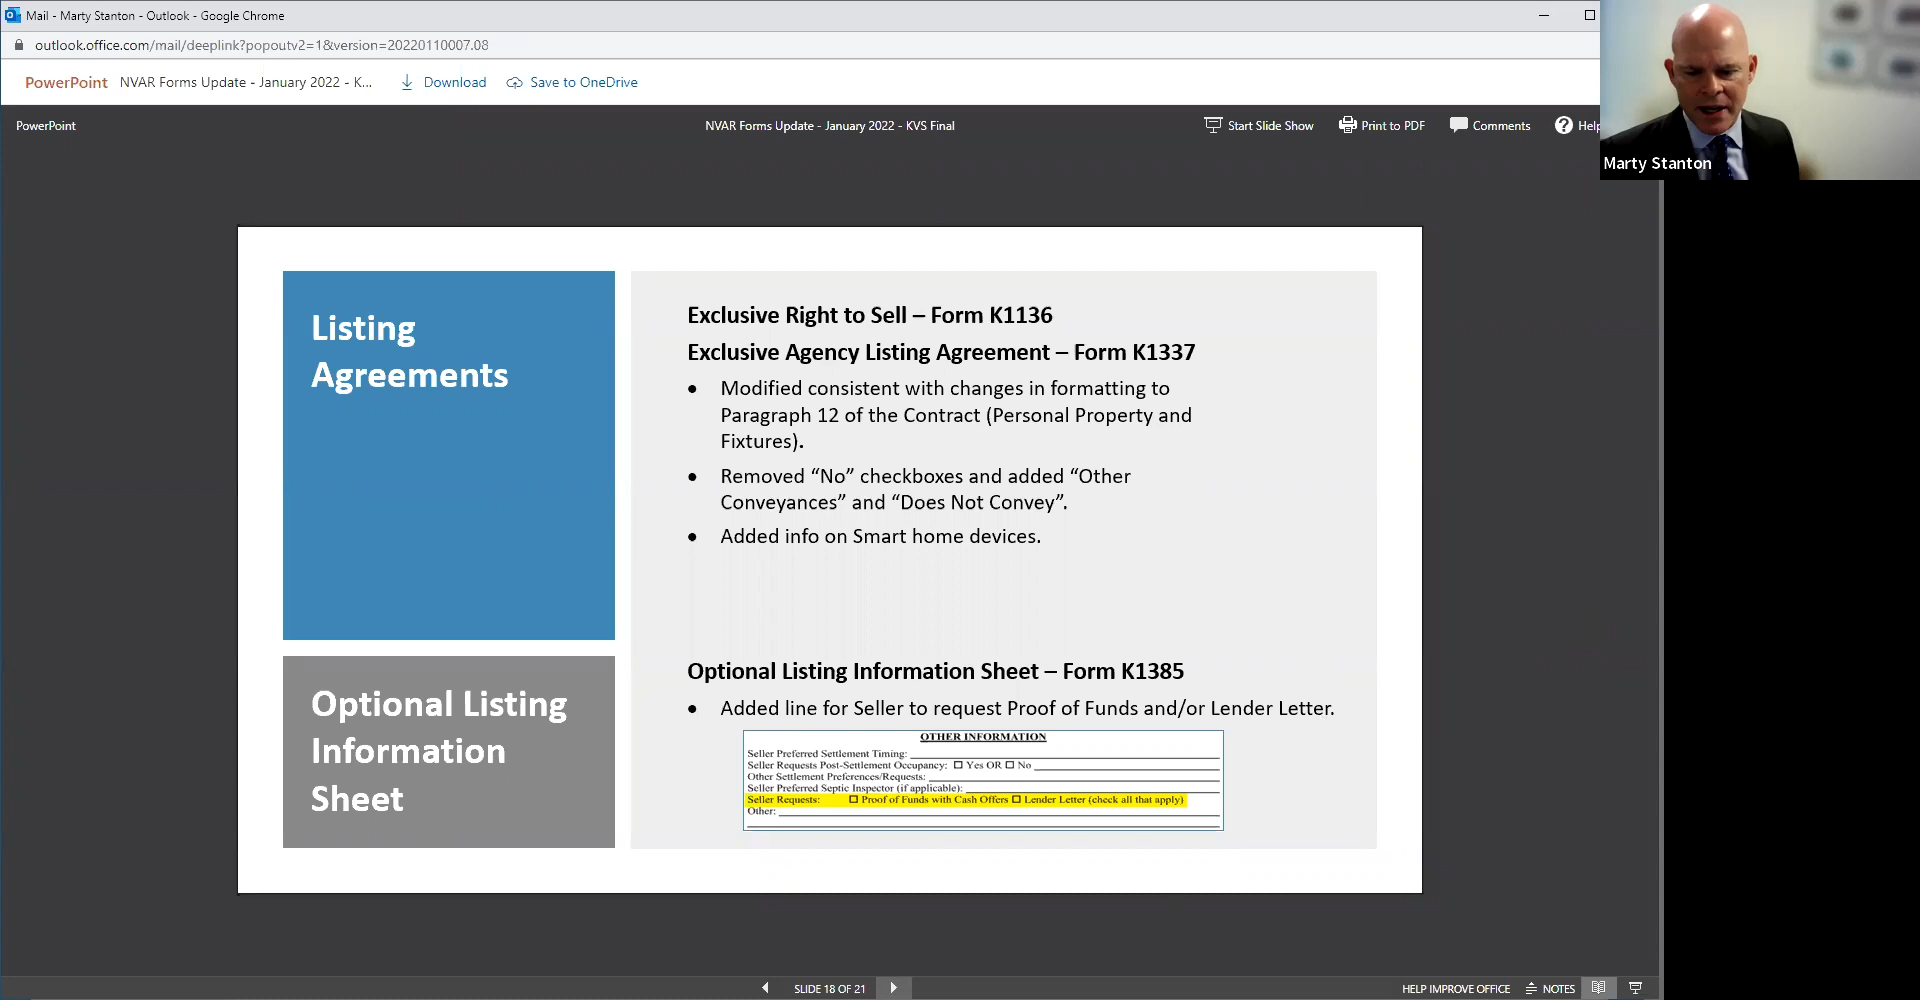 Mail - Marty Stanton - Outlook - Google Chrome
outlook.office.com/mail/deeplink?popoutv2=1&version=20220110007.08
PowerPoint NVAR Forms Update - January 2022 - K... Download Save to OneDrive
PowerPoint NVAR Forms Update - January 2022 - KVS Final Start Slide Show Print to PDF Comments Help
Marty Stanton
Listing
Agreements
Exclusive Right to Sell – Form K1136
Exclusive Agency Listing Agreement – Form K1337
• Modified consistent with changes in formatting to
Paragraph 12 of the Contract (Personal Property and
Fixtures).
• Removed “No” checkboxes and added “Other
Conveyances” and “Does Not Convey”.
• Added info on Smart home devices.
Optional Listing
Information
Sheet
Optional Listing Information Sheet – Form K1385
• Added line for Seller to request Proof of Funds and/or Lender Letter.
OTHER INFORMATION
Seller Preferred Settlement Timing:
Seller Requests Post-Settlement Occupancy: ☐ Yes OR ☐ No
Other Settlement Preferences/Requests:
Seller Preferred Septic Inspector (if applicable):
Seller Requests: ☐ Proof of Funds with Cash Offers ☐ Lender Letter (check all that apply)
Other:
SLIDE 18 OF 21 HELP IMPROVE OFFICE NOTES